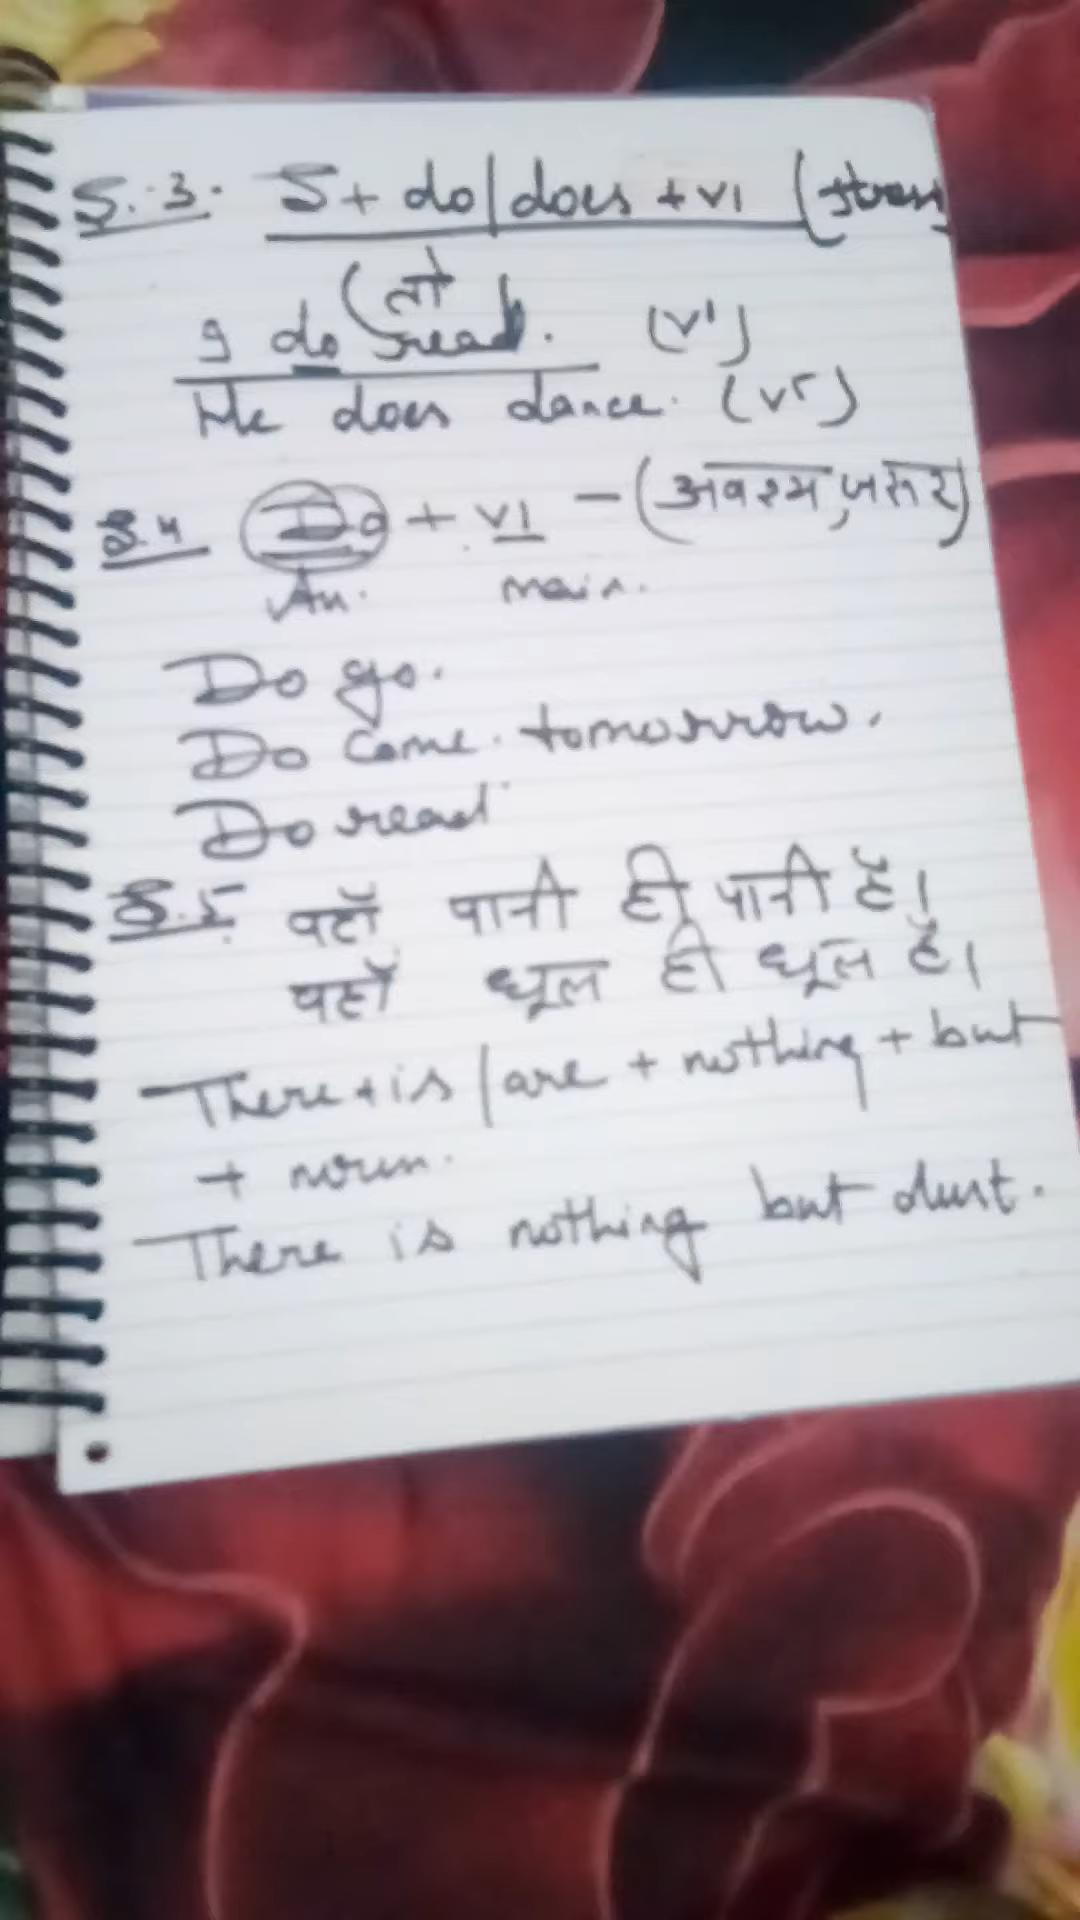 S.3. S + do/does + v1 (stress
(तो
I do read. (v1)
He does dance. (v5)
S.4 Do + v1 - (अवश्य, जरूर)
Au. main.
Do go.
Do come tomorrow.
Do read
S.5 वहाँ पानी ही पानी है।
यहाँ धूल ही धूल है।
There + is / are + nothing + but
+ noun.
There is nothing but dust.